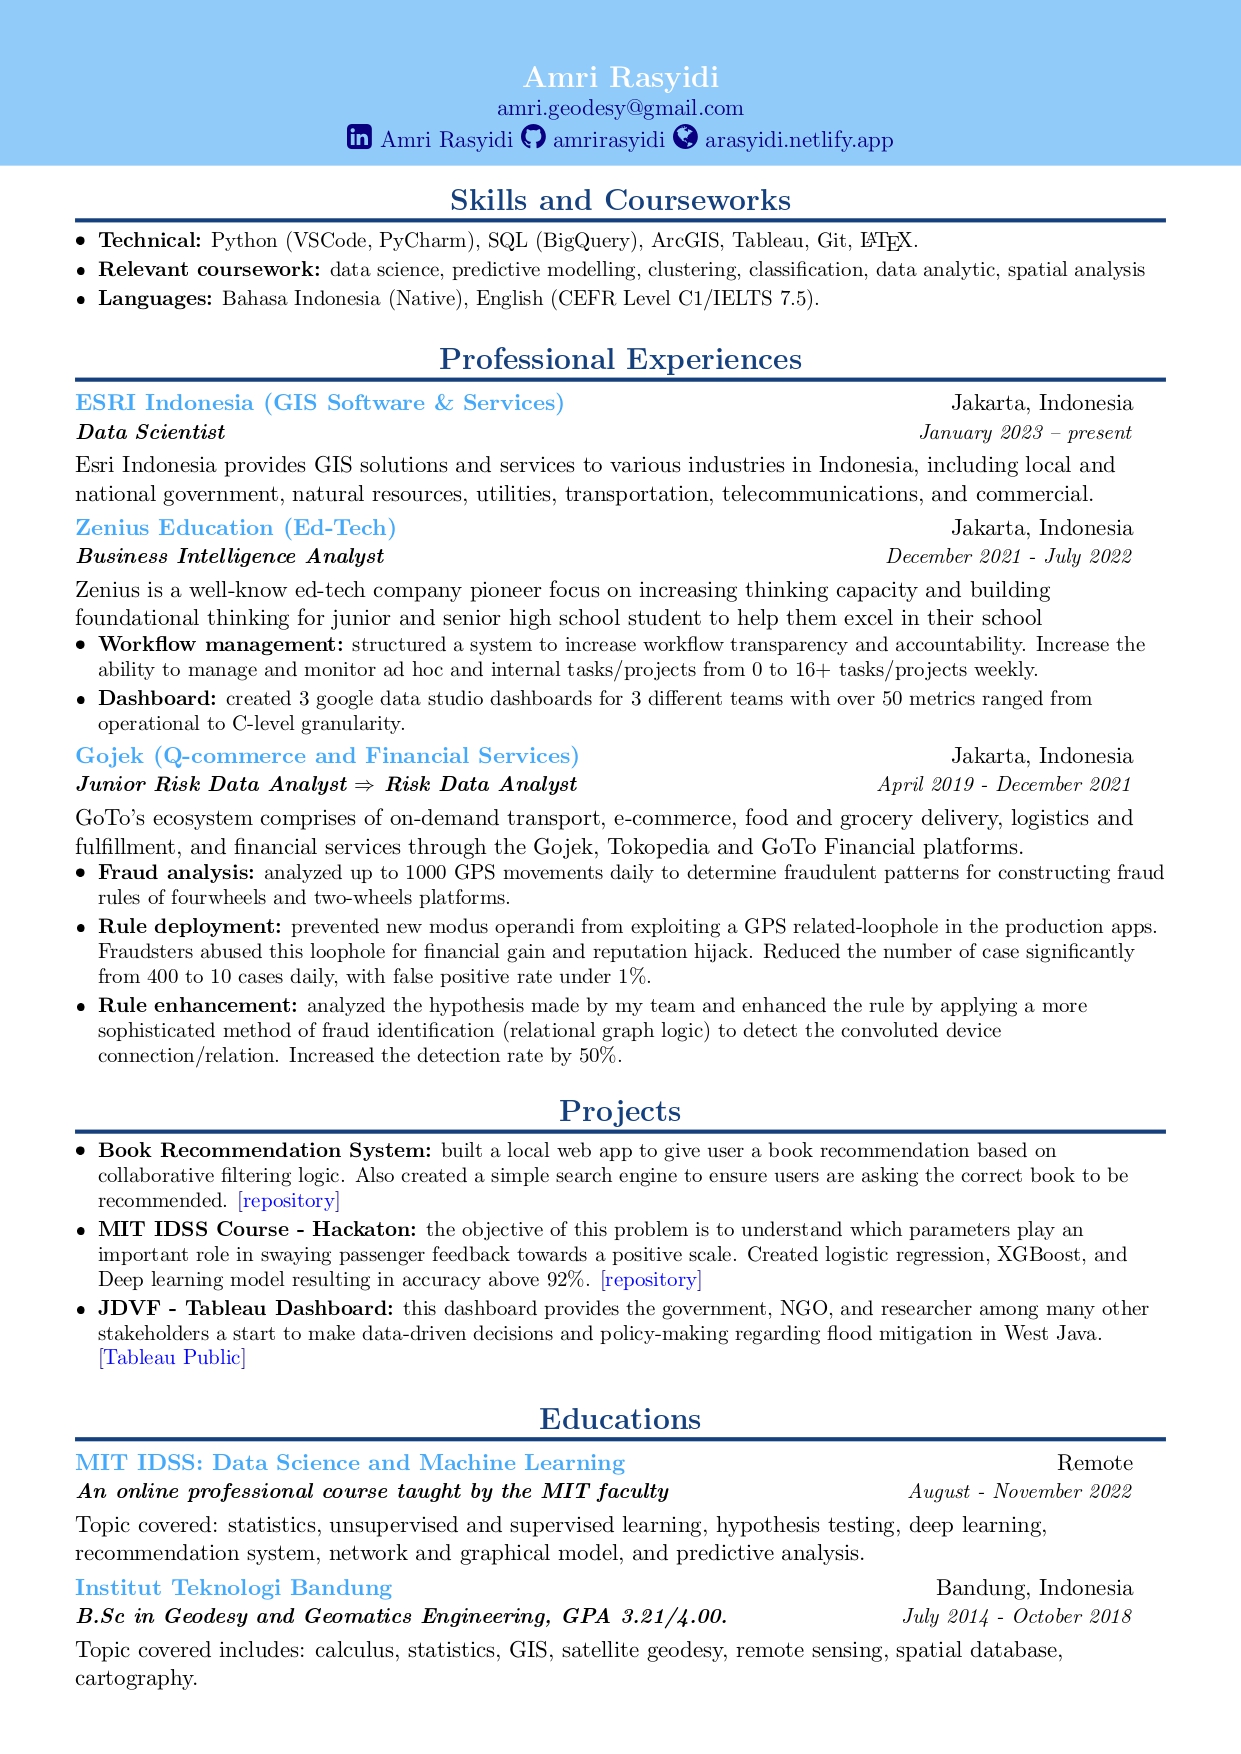 Amri Rasyidi
amri.geodesy@gmail.com
Amri Rasyidi amrirasyidi arasyidi.netlify.app
Skills and Courseworks
• Technical: Python (VSCode, PyCharm), SQL (BigQuery), ArcGIS, Tableau, Git, LATEX.
• Relevant coursework: data science, predictive modelling, clustering, classification, data analytic, spatial analysis
• Languages: Bahasa Indonesia (Native), English (CEFR Level C1/IELTS 7.5).
Professional Experiences
ESRI Indonesia (GIS Software & Services) Jakarta, Indonesia
Data Scientist January 2023 – present
Esri Indonesia provides GIS solutions and services to various industries in Indonesia, including local and
national government, natural resources, utilities, transportation, telecommunications, and commercial.
Zenius Education (Ed-Tech) Jakarta, Indonesia
Business Intelligence Analyst December 2021 - July 2022
Zenius is a well-know ed-tech company pioneer focus on increasing thinking capacity and building
foundational thinking for junior and senior high school student to help them excel in their school
• Workflow management: structured a system to increase workflow transparency and accountability. Increase the
ability to manage and monitor ad hoc and internal tasks/projects from 0 to 16+ tasks/projects weekly.
• Dashboard: created 3 google data studio dashboards for 3 different teams with over 50 metrics ranged from
operational to C-level granularity.
Gojek (Q-commerce and Financial Services) Jakarta, Indonesia
Junior Risk Data Analyst ⇒ Risk Data Analyst April 2019 - December 2021
GoTo's ecosystem comprises of on-demand transport, e-commerce, food and grocery delivery, logistics and
fulfillment, and financial services through the Gojek, Tokopedia and GoTo Financial platforms.
• Fraud analysis: analyzed up to 1000 GPS movements daily to determine fraudulent patterns for constructing fraud
rules of fourwheels and two-wheels platforms.
• Rule deployment: prevented new modus operandi from exploiting a GPS related-loophole in the production apps.
Fraudsters abused this loophole for financial gain and reputation hijack. Reduced the number of case significantly
from 400 to 10 cases daily, with false positive rate under 1%.
• Rule enhancement: analyzed the hypothesis made by my team and enhanced the rule by applying a more
sophisticated method of fraud identification (relational graph logic) to detect the convoluted device
connection/relation. Increased the detection rate by 50%.
Projects
• Book Recommendation System: built a local web app to give user a book recommendation based on
collaborative filtering logic. Also created a simple search engine to ensure users are asking the correct book to be
recommended. [repository]
• MIT IDSS Course - Hackaton: the objective of this problem is to understand which parameters play an
important role in swaying passenger feedback towards a positive scale. Created logistic regression, XGBoost, and
Deep learning model resulting in accuracy above 92%. [repository]
• JDVF - Tableau Dashboard: this dashboard provides the government, NGO, and researcher among many other
stakeholders a start to make data-driven decisions and policy-making regarding flood mitigation in West Java.
[Tableau Public]
Educations
MIT IDSS: Data Science and Machine Learning Remote
An online professional course taught by the MIT faculty August - November 2022
Topic covered: statistics, unsupervised and supervised learning, hypothesis testing, deep learning,
recommendation system, network and graphical model, and predictive analysis.
Institut Teknologi Bandung Bandung, Indonesia
B.Sc in Geodesy and Geomatics Engineering, GPA 3.21/4.00. July 2014 - October 2018
Topic covered includes: calculus, statistics, GIS, satellite geodesy, remote sensing, spatial database,
cartography.